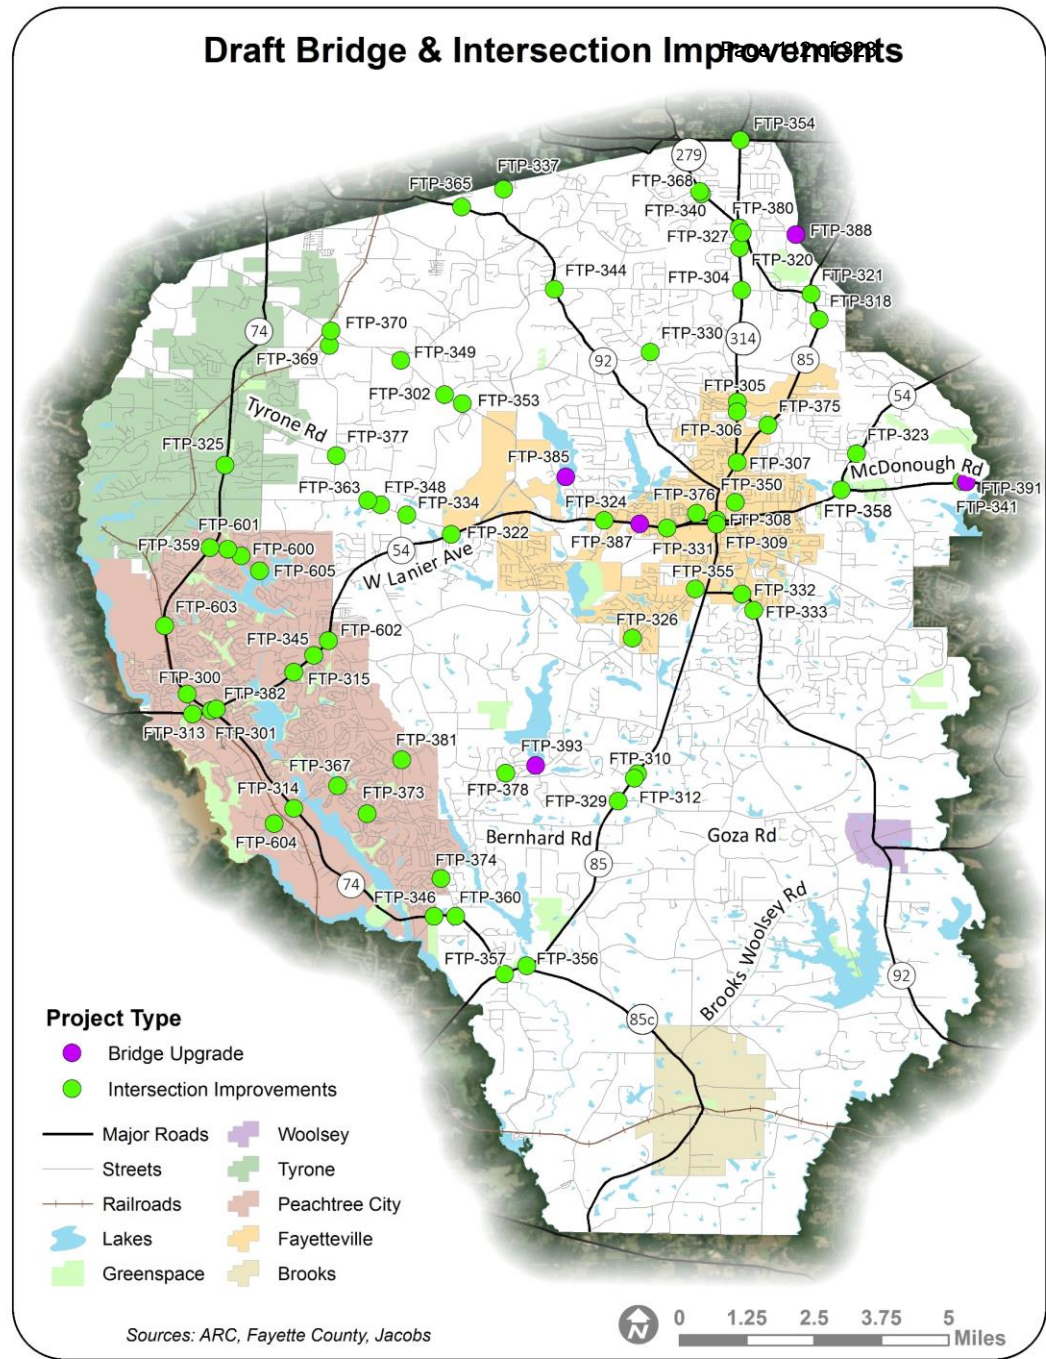 Draft Bridge & Intersection Improvements
Page 112 of 328
FTP-354
279
FTP-337
FTP-365
FTP-368
FTP-340
FTP-380
FTP-327
FTP-388
FTP-320
FTP-344
FTP-304
FTP-321
FTP-318
74
FTP-370
FTP-369
FTP-349
FTP-330
314
92
85
FTP-302
FTP-353
FTP-305
54
Tyrone Rd
FTP-306
FTP-375
FTP-325
FTP-377
FTP-385
FTP-307
FTP-323
McDonough Rd
FTP-363
FTP-348
FTP-334
FTP-324
FTP-376
FTP-350
FTP-391
FTP-341
FTP-358
FTP-601
FTP-359
FTP-600
FTP-605
54
FTP-322
W Lanier Ave
FTP-387
FTP-331
FTP-308
FTP-309
FTP-355
FTP-332
FTP-333
FTP-603
FTP-602
FTP-345
FTP-315
FTP-326
FTP-300
FTP-382
FTP-313
FTP-301
FTP-381
FTP-393
FTP-310
FTP-367
FTP-378
FTP-314
FTP-373
FTP-329
FTP-312
FTP-604
Bernhard Rd
Goza Rd
85
FTP-374
74
FTP-346
FTP-360
Brooks Woolsey Rd
FTP-357
FTP-356
92
85c
Project Type
Bridge Upgrade
Intersection Improvements
Major Roads
Woolsey
Streets
Tyrone
Railroads
Peachtree City
Lakes
Fayetteville
Greenspace
Brooks
Sources: ARC, Fayette County, Jacobs
N
0 1.25 2.5 3.75 5
Miles